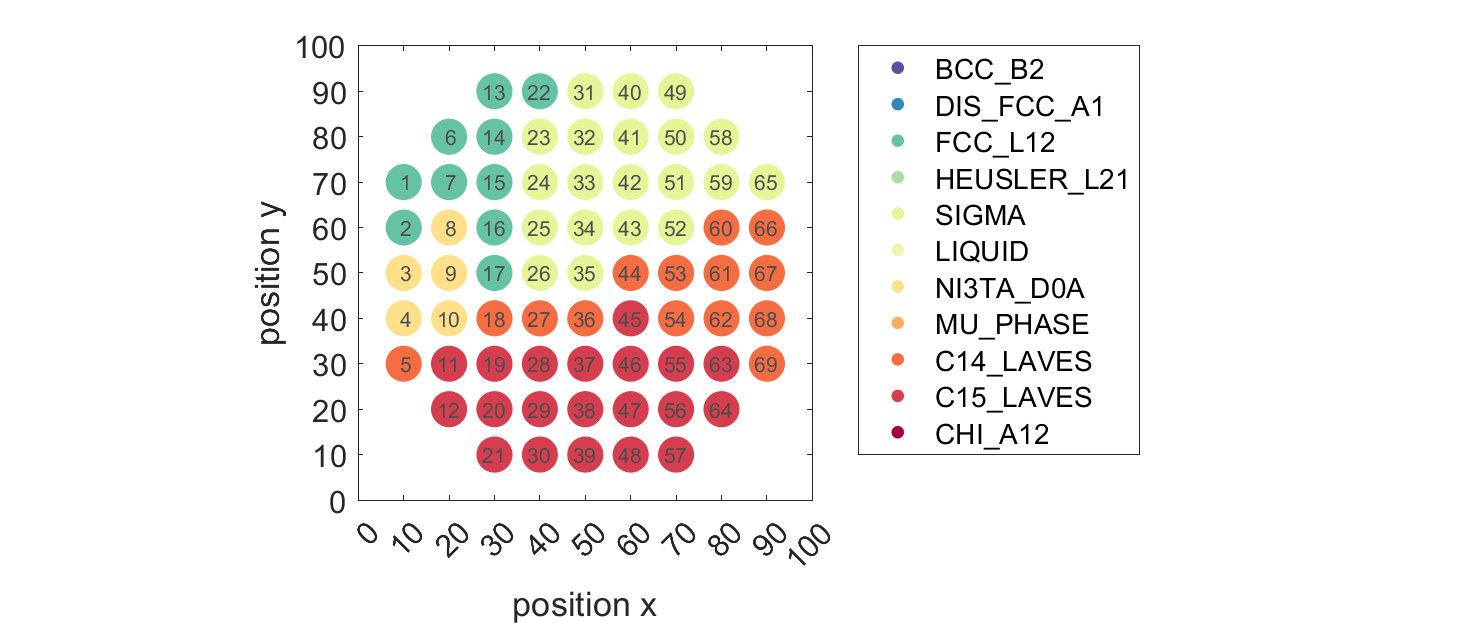 100
90 13 22 31 40 49
80 6 14 23 32 41 50 58
70 1 7 15 24 33 42 51 59 65
60 2 8 16 25 34 43 52 60 66
50 3 9 17 26 35 44 53 61 67
40 4 10 18 27 36 45 54 62 68
30 5 11 19 28 37 46 55 63 69
20 12 20 29 38 47 56 64
10 21 30 39 48 57
0
0 10 20 30 40 50 60 70 80 90 100
position x
position y
BCC_B2
DIS_FCC_A1
FCC_L12
HEUSLER_L21
SIGMA
LIQUID
NI3TA_D0A
MU_PHASE
C14_LAVES
C15_LAVES
CHI_A12